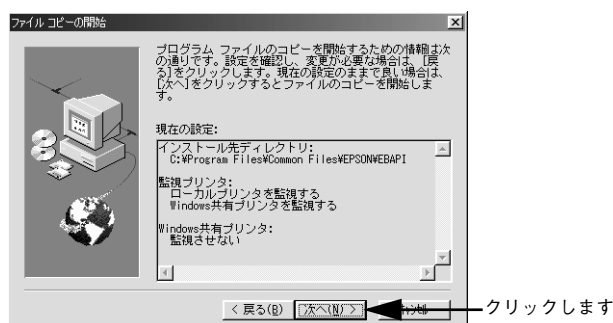 ファイル コピーの開始
プログラム ファイルのコピーを開始するための情報は次
の通りです。設定を確認し、変更が必要な場合は、[戻
る]をクリックします。現在の設定のままで良い場合は、
[次へ]をクリックするとファイルのコピーを開始しま
す。
現在の設定:
インストール先ディレクトリ:
C:¥Program Files¥Common Files¥EPSON¥EBAPI
監視プリンタ:
ローカルプリンタを監視する
Windows共有プリンタを監視する
Windows共有プリンタ:
監視させない
< 戻る(B)
次へ(N) >
クリックします